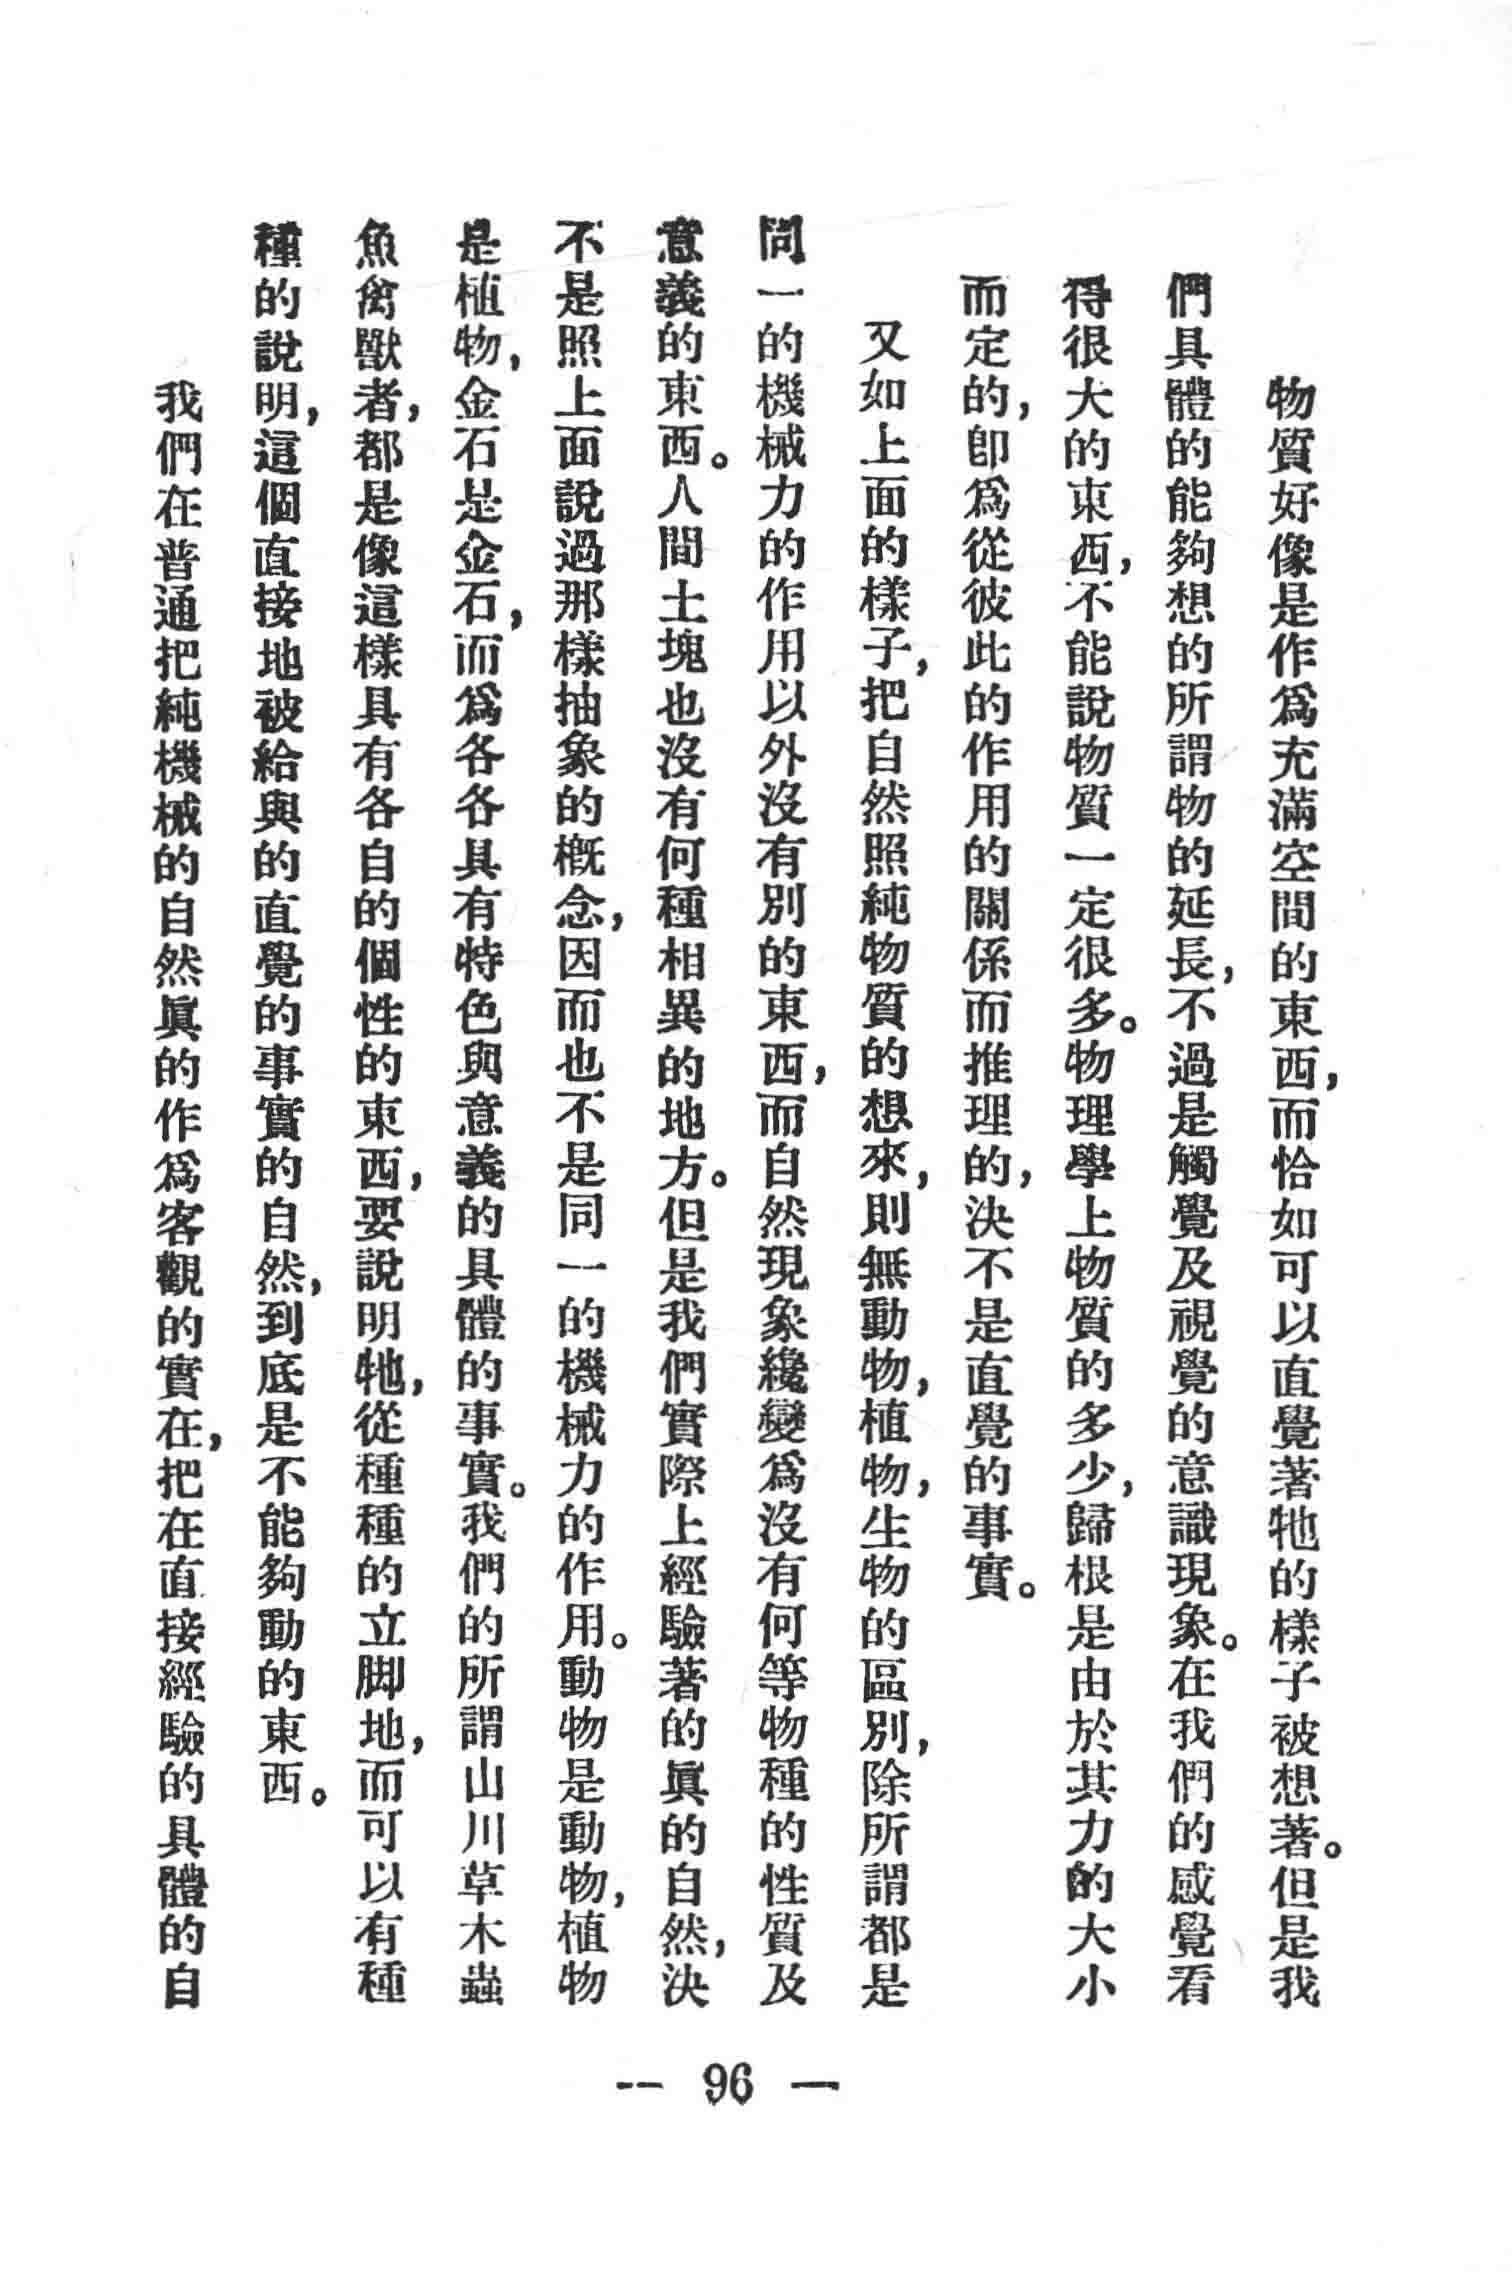 物質好像是作爲充滿空間的東西，而恰如可以直覺著牠的樣子被想著。但是我
們具體的能夠想的所謂物的延長，不過是觸覺及視覺的意識現象。在我們的感覺看
得很大的東西，不能說物質一定很多。物理學上物質的多少，歸根是由於其力的大小
而定的，卽爲從彼此的作用的關係而推理的，決不是直覺的事實。
又如上面的樣子，把自然照純物質的想來，則無動物，植物，生物的區別，除所謂都是
同一的機械力的作用以外沒有別的東西，而自然現象纔變爲沒有何等物種的性質及
意義的東西。人間土塊也沒有何種相異的地方。但是我們實際上經驗著的眞的自然，決
不是照上面說過那樣抽象的概念，因而也不是同一的機械力的作用。動物是動物，植物
是植物，金石是金石，而爲各各具有特色與意義的具體的事實。我們的所謂山川草木蟲
魚禽獸者，都是像這樣具有各自的個性的東西，要說明牠，從種種的立脚地，而可以有種
種的說明，這個直接地被給與的直覺的事實的自然，到底是不能夠動的東西。
我們在普通把純機械的自然眞的作爲客觀的實在，把在直接經驗的具體的自
— 96 —